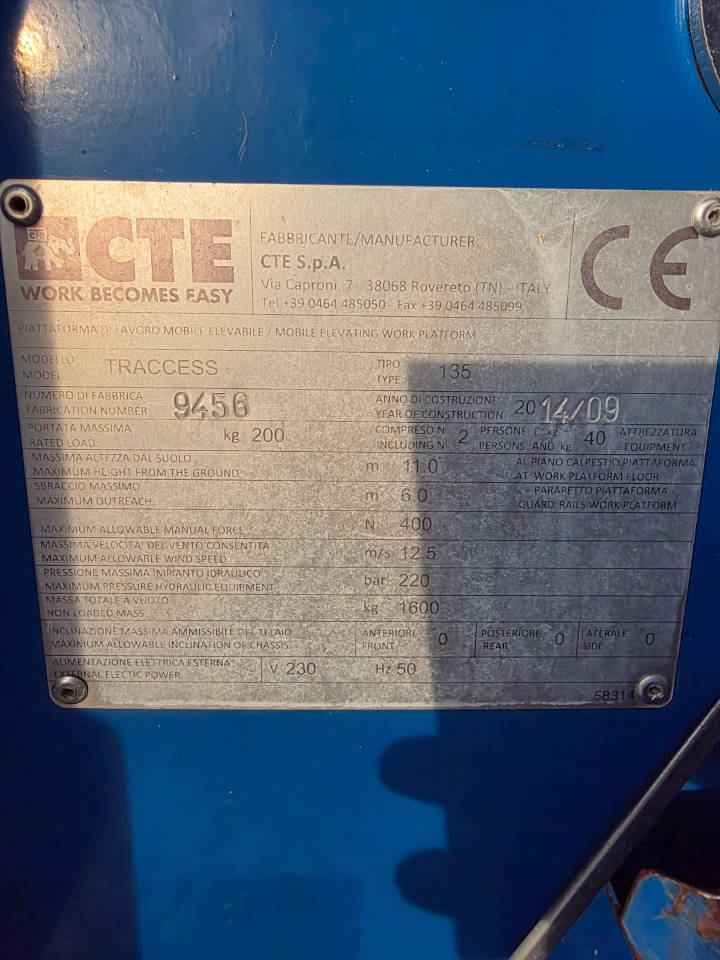 CTE
WORK BECOMES EASY
FABBRICANTE/MANUFACTURER
CTE S.p.A.
Via Caproni, 7 - 38068 Rovereto (TN) - ITALY
Tel +39 0464 485050 - Fax +39 0464 485099
CE
PIATTAFORMA DI LAVORO MOBILE ELEVABILE / MOBILE ELEVATING WORK PLATFORM
MODELLO
MODEL
TRACCESS
TIPO
TYPE
135
NUMERO DI FABBRICA
FABRICATION NUMBER
9456
ANNO DI COSTRUZIONE
YEAR OF CONSTRUCTION
2014/09
PORTATA MASSIMA
RATED LOAD
kg 200
COMPRESO N
INCLUDING N
2
PERSONE E kg
PERSONS AND kg
40
ATTREZZATURA
EQUIPMENT
MASSIMA ALTEZZA DAL SUOLO
MAXIMUM HEIGHT FROM THE GROUND
m 11.0
AL PIANO CALPESTIO PIATTAFORMA
AT WORK PLATFORM FLOOR
SBRACCIO MASSIMO
MAXIMUM OUTREACH
m 6.0
PARAPETTO PIATTAFORMA
GUARD RAILS WORK PLATFORM
MAXIMUM ALLOWABLE MANUAL FORCE
N 400
MASSIMA VELOCITA' DEL VENTO CONSENTITA
MAXIMUM ALLOWABLE WIND SPEED
m/s 12.5
PRESSIONE MASSIMA IMPIANTO IDRAULICO
MAXIMUM PRESSURE HYDRAULIC EQUIPMENT
bar 220
MASSA TOTALE A VUOTO
NON LOADED MASS
kg 1600
INCLINAZIONE MASSIMA AMMISSIBILE DEL TELAIO
MAXIMUM ALLOWABLE INCLINATION OF CHASSIS
ANTERIORE
FRONT
0
POSTERIORE
REAR
0
LATERALE
SIDE
0
ALIMENTAZIONE ELETTRICA ESTERNA
EXTERNAL ELECTIC POWER
V 230
Hz 50
58314